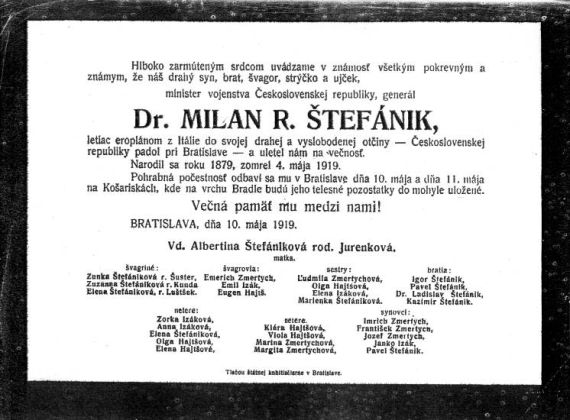 Hlboko zarmúteným srdcom uvádzame v známosť všetkým pokrevným a
známym, že náš drahý syn, brat, švagor, strýčko a ujček,
minister vojenstva Československej republiky, generál
Dr. MILAN R. ŠTEFÁNIK,
letiac eroplánom z Itálie do svojej drahej a vyslobodenej otčiny — Československej
republiky padol pri Bratislave — a uletel nám na večnosť.
Narodil sa roku 1879, zomrel 4. mája 1919.
Pohrabná počestnosť odbaví sa mu v Bratislave dňa 10. mája a dňa 11. mája
na Košariskách, kde na vrchu Bradle budú jeho telesné pozostatky do mohyle uložené.
Večná pamäť mu medzi nami!
BRATISLAVA, dňa 10. mája 1919.
Vd. Albertina Štefániková rod. Jurenková.
matka.
švagriné: švagrovia: sestry: bratia:
Zunka Štefániková r. Šuster, Emerich Zmertych, Ľudmila Zmertychová, Igor Štefánik,
Zuzanna Štefániková r. Kunda Emil Izák, Olga Hajtšová, Pavel Štefánik,
Elena Štefániková, r. Luštšek. Eugen Hajtš. Elena Izáková, Dr. Ladislav Štefánik,
Marienka Štefániková. Kazimír Štefánik.
netere: netere. synovci:
Zorka Izáková, Klára Hajtšová, Imrich Zmertych,
Anna Izáková, Viola Hajtšová, František Zmertych,
Elena Štefániková, Marina Zmertychová, Jozef Zmertych,
Olga Hajtšová, Margita Zmertychová, Janko Izák,
Elena Hajtšová, Pavel Štefánik.
Tlačou štátnej knihtlačiarne v Bratislave.